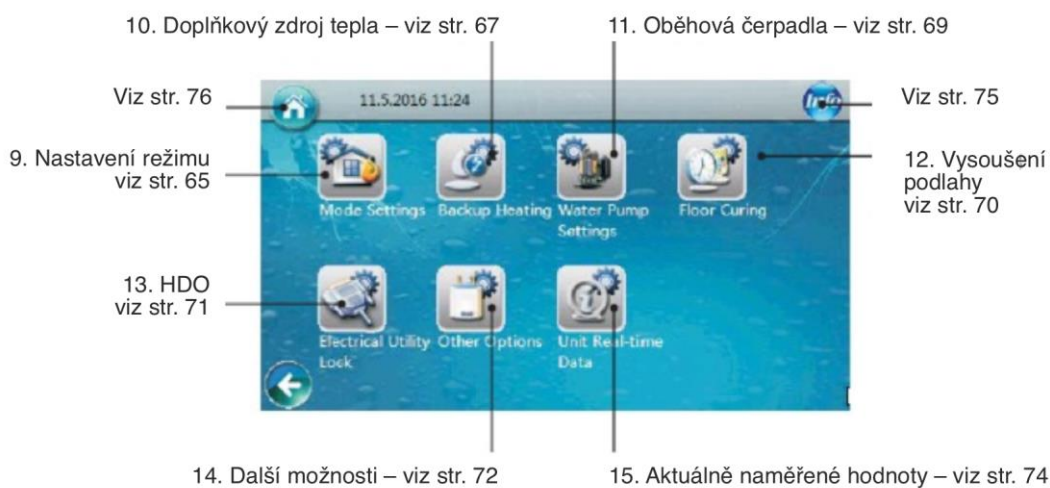 10. Doplňkový zdroj tepla – viz str. 67
11. Oběhová čerpadla – viz str. 69
Viz str. 76
11.5.2016 11:24
Info
Viz str. 75
9. Nastavení režimu
viz str. 65
12. Vysoušení
podlahy
viz str. 70
Mode Settings
Backup Heating
Water Pump
Settings
Floor Curing
13. HDO
viz str. 71
Electrical Utility
Lock
Other Options
Unit Real-time
Data
14. Další možnosti – viz str. 72
15. Aktuálně naměřené hodnoty – viz str. 74